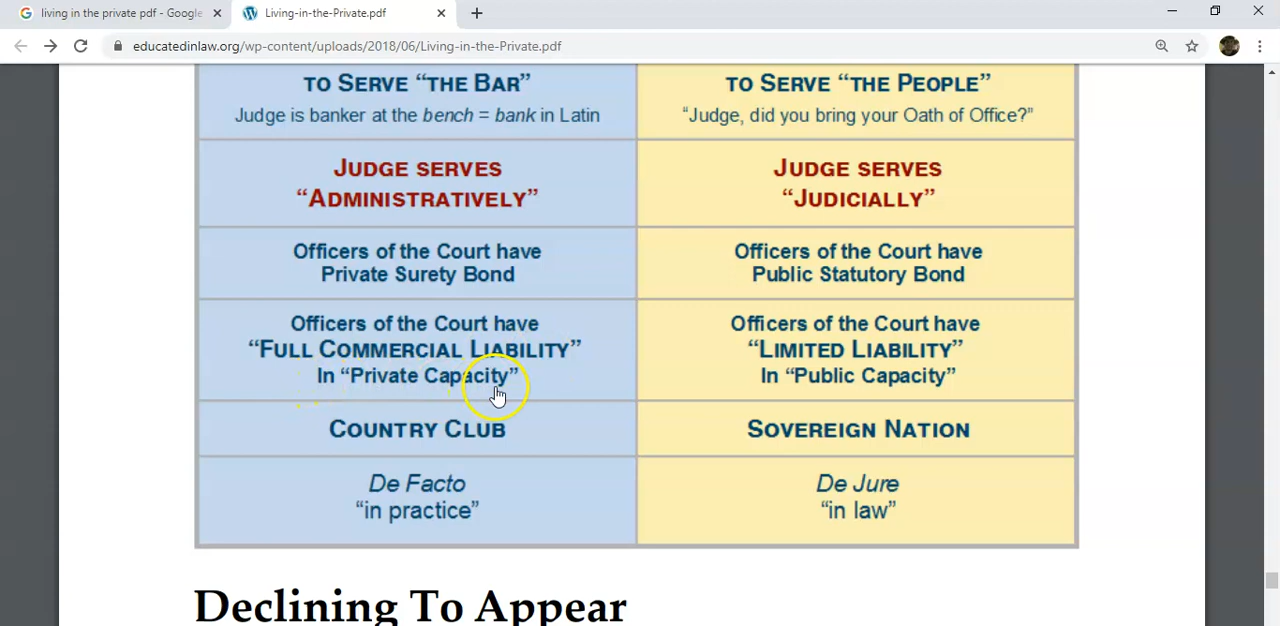 living in the private pdf - Google
Living-in-the-Private.pdf
educatedinlaw.org/wp-content/uploads/2018/06/Living-in-the-Private.pdf
TO SERVE “THE BAR”
Judge is banker at the bench = bank in Latin
TO SERVE “THE PEOPLE”
“Judge, did you bring your Oath of Office?”
JUDGE SERVES
“ADMINISTRATIVELY”
JUDGE SERVES
“JUDICIALLY”
Officers of the Court have
Private Surety Bond
Officers of the Court have
Public Statutory Bond
Officers of the Court have
“FULL COMMERCIAL LIABILITY”
In “Private Capacity”
Officers of the Court have
“LIMITED LIABILITY”
In “Public Capacity”
COUNTRY CLUB
SOVEREIGN NATION
De Facto
“in practice”
De Jure
“in law”
Declining To Appear